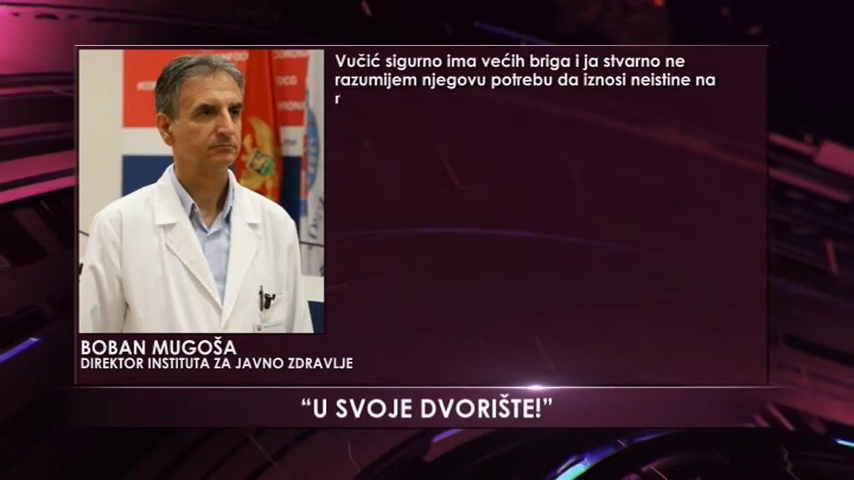 Vučić sigurno ima većih briga i ja stvarno ne
razumijem njegovu potrebu da iznosi neistine na
r
BOBAN MUGOŠA
DIREKTOR INSTITUTA ZA JAVNO ZDRAVLJE
“U SVOJE DVORIŠTE!”